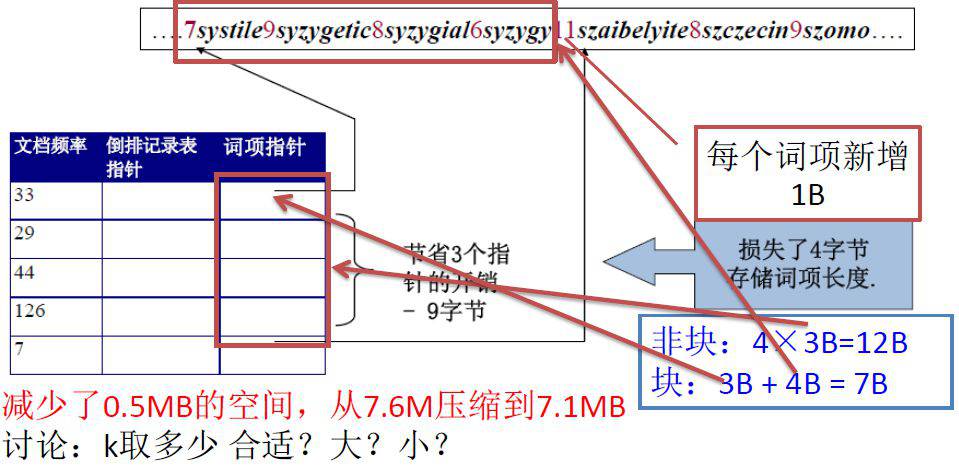 ….7systile9syzygetic8syzygial6syzygy11szaibelyite8szczecin9szomo….
文档频率 倒排记录表指针 词项指针
33
29
44
126
7
节省3个指
针的开销
– 9字节
每个词项新增
1B
损失了4字节
存储词项长度.
非块：4×3B=12B
块：3B + 4B = 7B
减少了0.5MB的空间，从7.6M压缩到7.1MB
讨论：k取多少 合适？大？小？